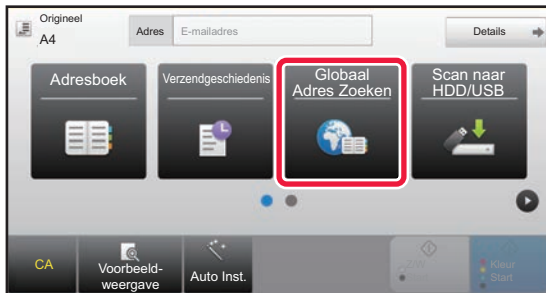 Origineel
A4
Adres
E-mailadres
Details
Adresboek
Verzendgeschiedenis
Globaal
Adres Zoeken
Scan naar
HDD/USB
CA
Voorbeeld-
weergave
Auto Inst.
Z/W
Start
Kleur
Start